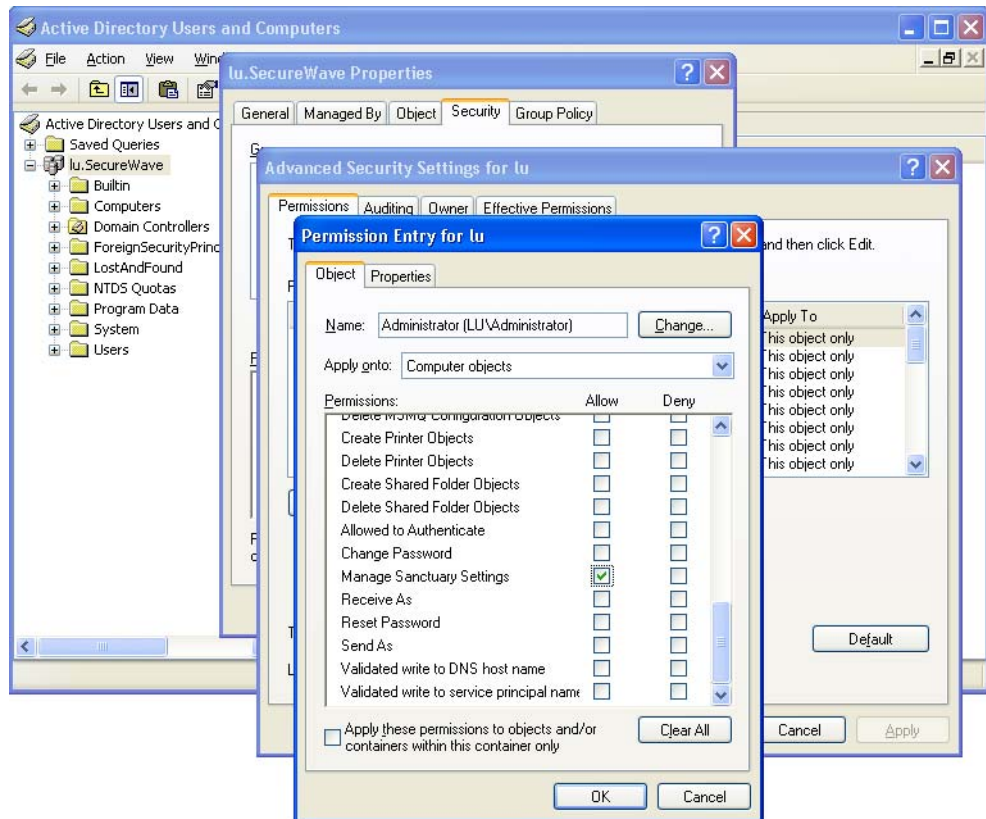 Active Directory Users and Computers
File Action View Wind
lu.SecureWave Properties
General Managed By Object Security Group Policy
Active Directory Users and C
Saved Queries
lu.SecureWave
Builtin
Computers
Domain Controllers
ForeignSecurityPrinc
LostAndFound
NTDS Quotas
Program Data
System
Users
Advanced Security Settings for lu
Permissions Auditing Owner Effective Permissions
and then click Edit.
Apply To
This object only
This object only
This object only
This object only
This object only
This object only
This object only
This object only
Default
Cancel Apply
Permission Entry for lu
Object Properties
Name: Administrator (LU\Administrator) Change...
Apply onto: Computer objects
Permissions: Allow Deny
Delete MSMQ Configuration Objects
Create Printer Objects
Delete Printer Objects
Create Shared Folder Objects
Delete Shared Folder Objects
Allowed to Authenticate
Change Password
Manage Sanctuary Settings
Receive As
Reset Password
Send As
Validated write to DNS host name
Validated write to service principal name
Apply these permissions to objects and/or
containers within this container only
Clear All
OK Cancel